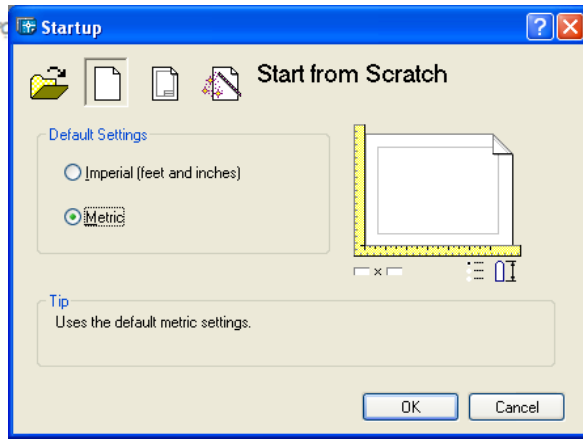 Startup
Start from Scratch
Default Settings
Imperial (feet and inches)
Metric
Tip
Uses the default metric settings.
OK
Cancel